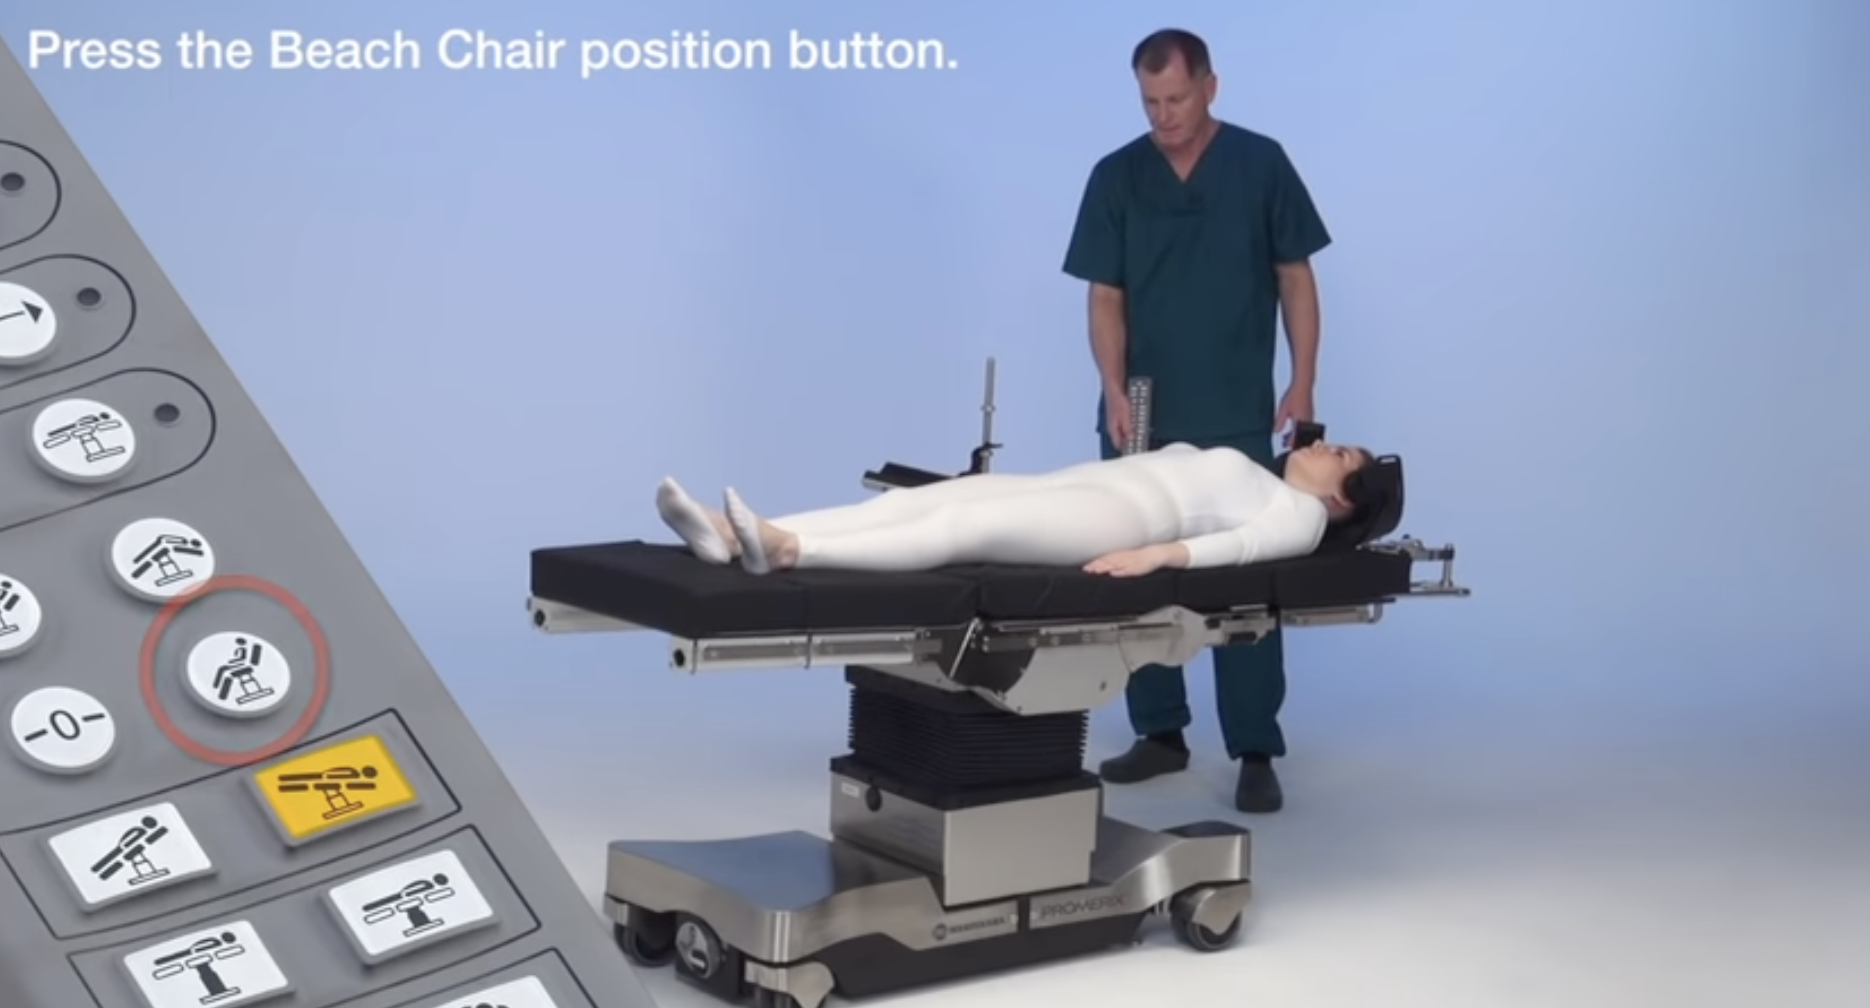 Press the Beach Chair position button.
-0-
PROMERIX